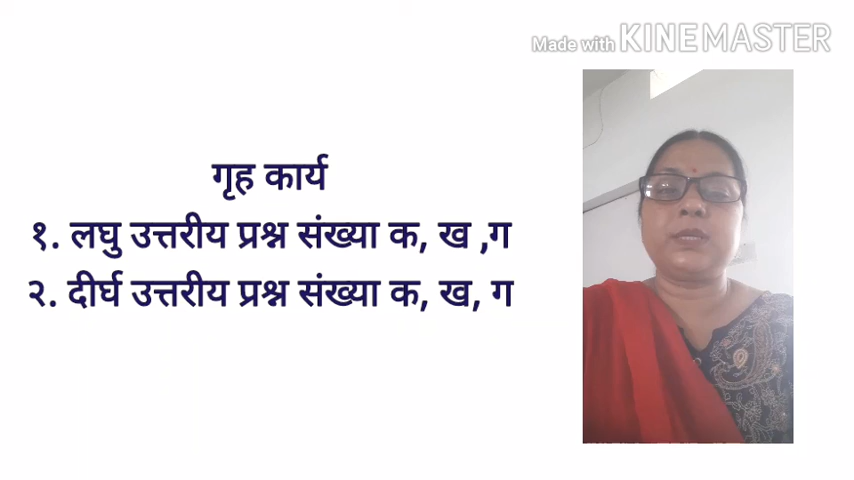 Made with KINEMASTER
गृह कार्य
१. लघु उत्तरीय प्रश्न संख्या क, ख ,ग
२. दीर्घ उत्तरीय प्रश्न संख्या क, ख, ग